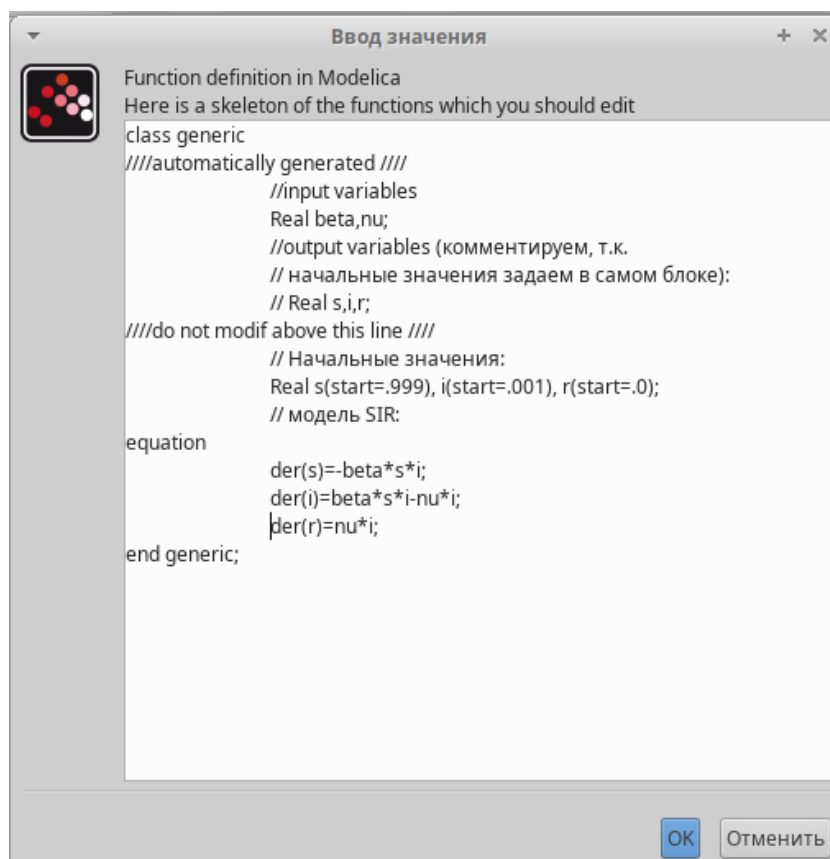 Ввод значения
Function definition in Modelica
Here is a skeleton of the functions which you should edit
class generic
////automatically generated ////
//input variables
Real beta,nu;
//output variables (комментируем, т.к.
// начальные значения задаем в самом блоке):
// Real s,i,r;
////do not modif above this line ////
// Начальные значения:
Real s(start=.999), i(start=.001), r(start=.0);
// модель SIR:
equation
der(s)=-beta*s*i;
der(i)=beta*s*i-nu*i;
der(r)=nu*i;
end generic;
OK Отменить